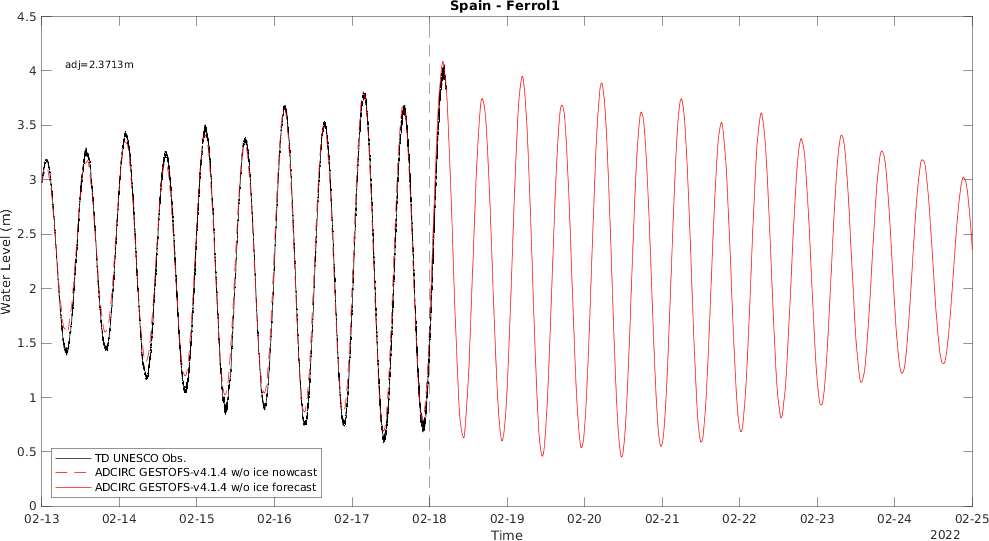 Spain - Ferrol1
4.5
4
3.5
3
2.5
2
1.5
1
0.5
0
Water Level (m)
adj=2.3713m
TD UNESCO Obs.
ADCIRC GESTOFS-v4.1.4 w/o ice nowcast
ADCIRC GESTOFS-v4.1.4 w/o ice forecast
02-13 02-14 02-15 02-16 02-17 02-18 02-19 02-20 02-21 02-22 02-23 02-24 02-25
Time
2022